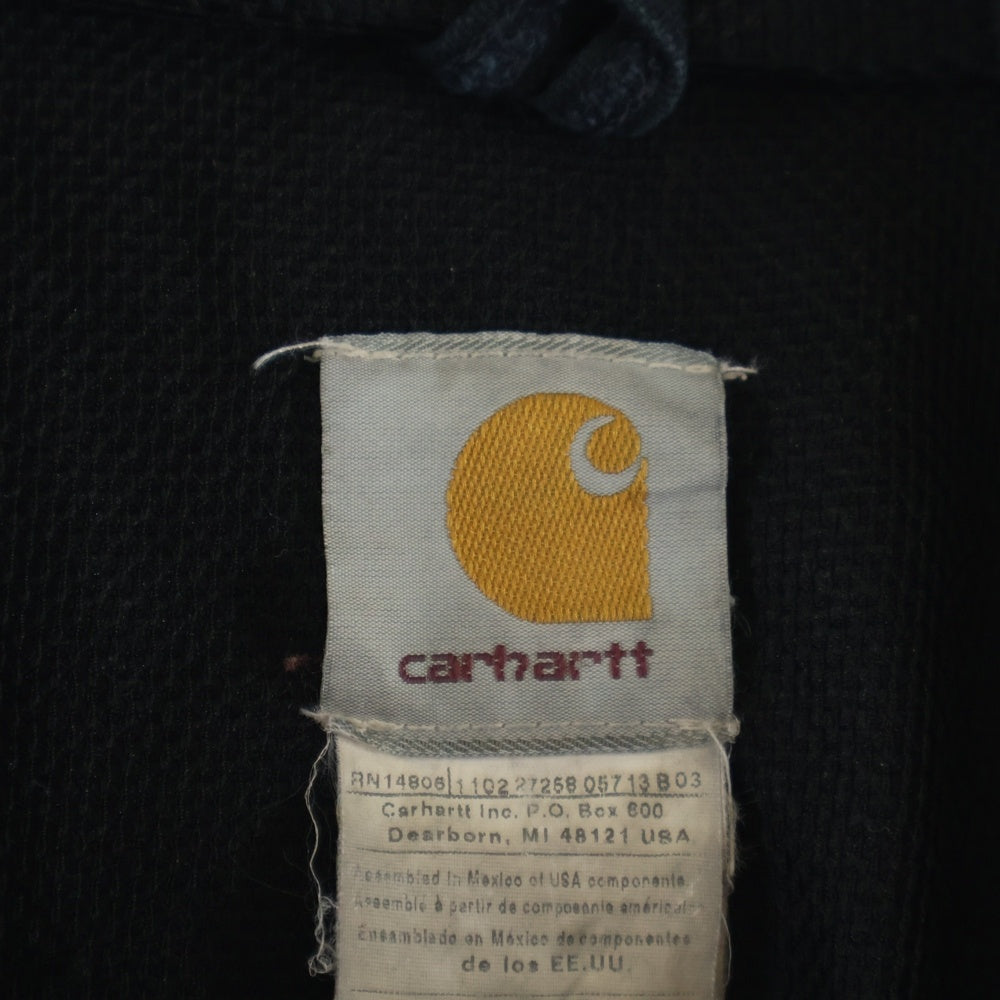 carhartt
RN14806 1102 27258 05713 B 03
Carhartt Inc. P.O. Box 600
Dearborn, MI 48121 USA
Assembled in Mexico of USA components
Assemblé à partir de composants américains
Ensamblado en México de componentes
de los EE.UU.